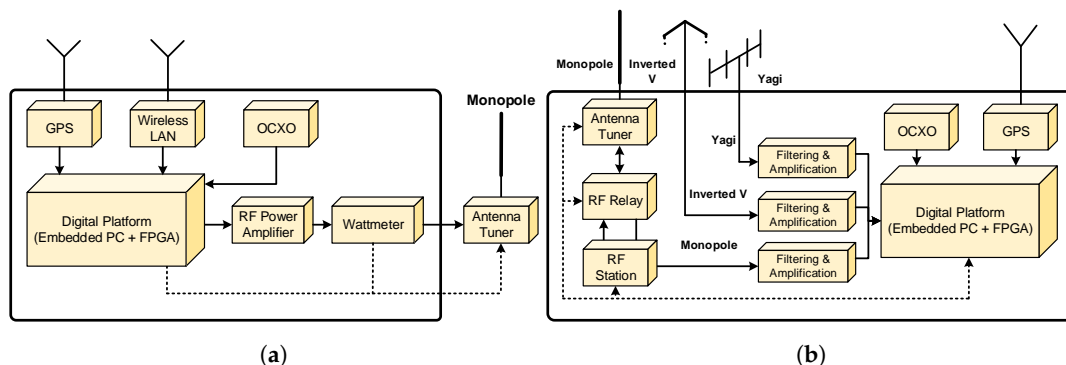 GPS
Wireless
LAN
OCXO
Monopole
Digital Platform
(Embedded PC + FPGA)
RF Power
Amplifier
Wattmeter
Antenna
Tuner
(a)
Monopole
Inverted
V
Yagi
Antenna
Tuner
Yagi
Filtering &
Amplification
OCXO
GPS
RF Relay
Inverted V
Filtering &
Amplification
Digital Platform
(Embedded PC + FPGA)
Monopole
RF
Station
Filtering &
Amplification
(b)